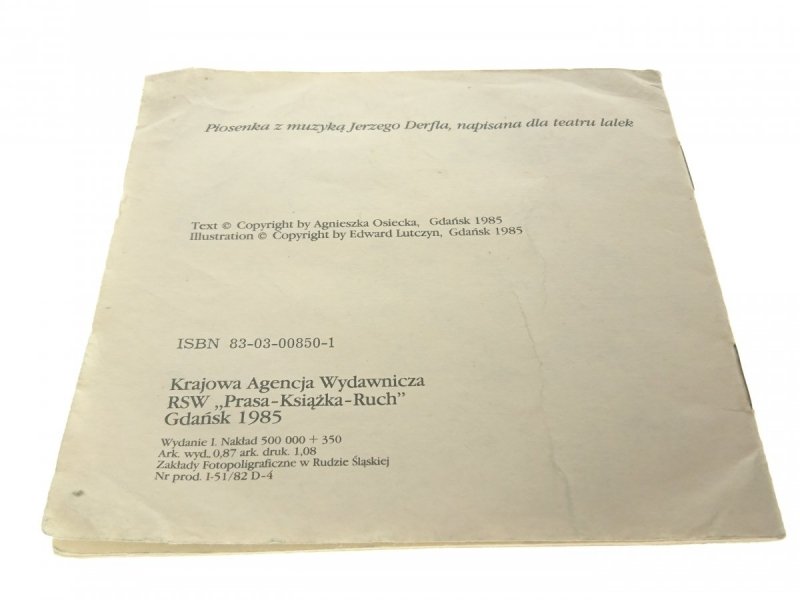 Piosenka z muzyką Jerzego Derfla, napisana dla teatru lalek
Text © Copyright by Agnieszka Osiecka, Gdańsk 1985
Illustration © Copyright by Edward Lutczyn, Gdańsk 1985
ISBN 83-03-00850-1
Krajowa Agencja Wydawnicza
RSW „Prasa-Książka-Ruch”
Gdańsk 1985
Wydanie I. Nakład 500 000 + 350
Ark. wyd., 0,87 ark. druk. 1,08
Zakłady Fotopoligraficzne w Rudzie Śląskiej
Nr prod. I-51/82 D-4